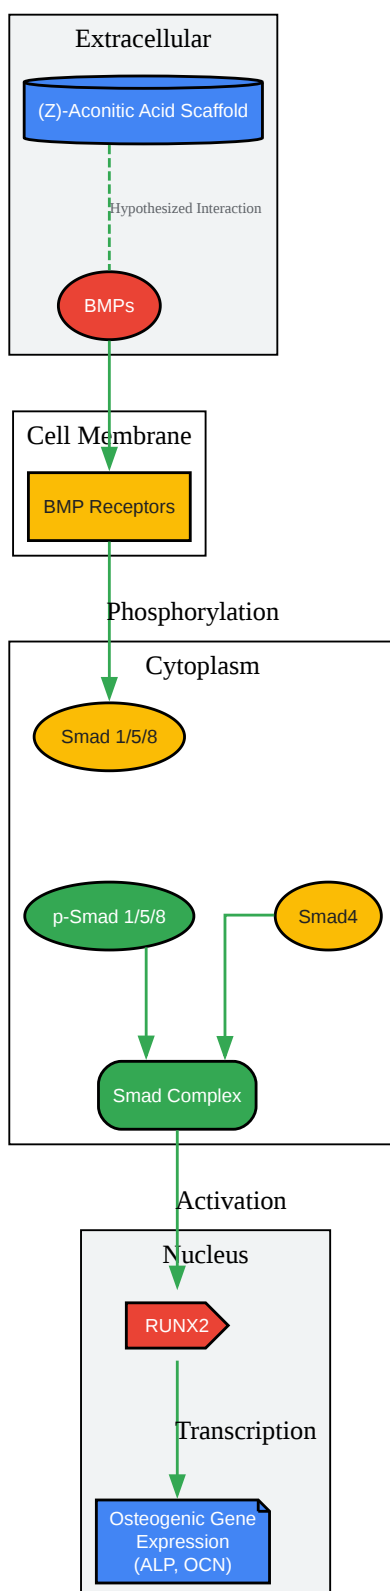 Extracellular
(Z)-Aconitic Acid Scaffold
Hypothesized Interaction
BMPs
Cell Membrane
BMP Receptors
Phosphorylation
Cytoplasm
Smad 1/5/8
p-Smad 1/5/8
Smad4
Smad Complex
Activation
Nucleus
RUNX2
Transcription
Osteogenic Gene
Expression
(ALP, OCN)